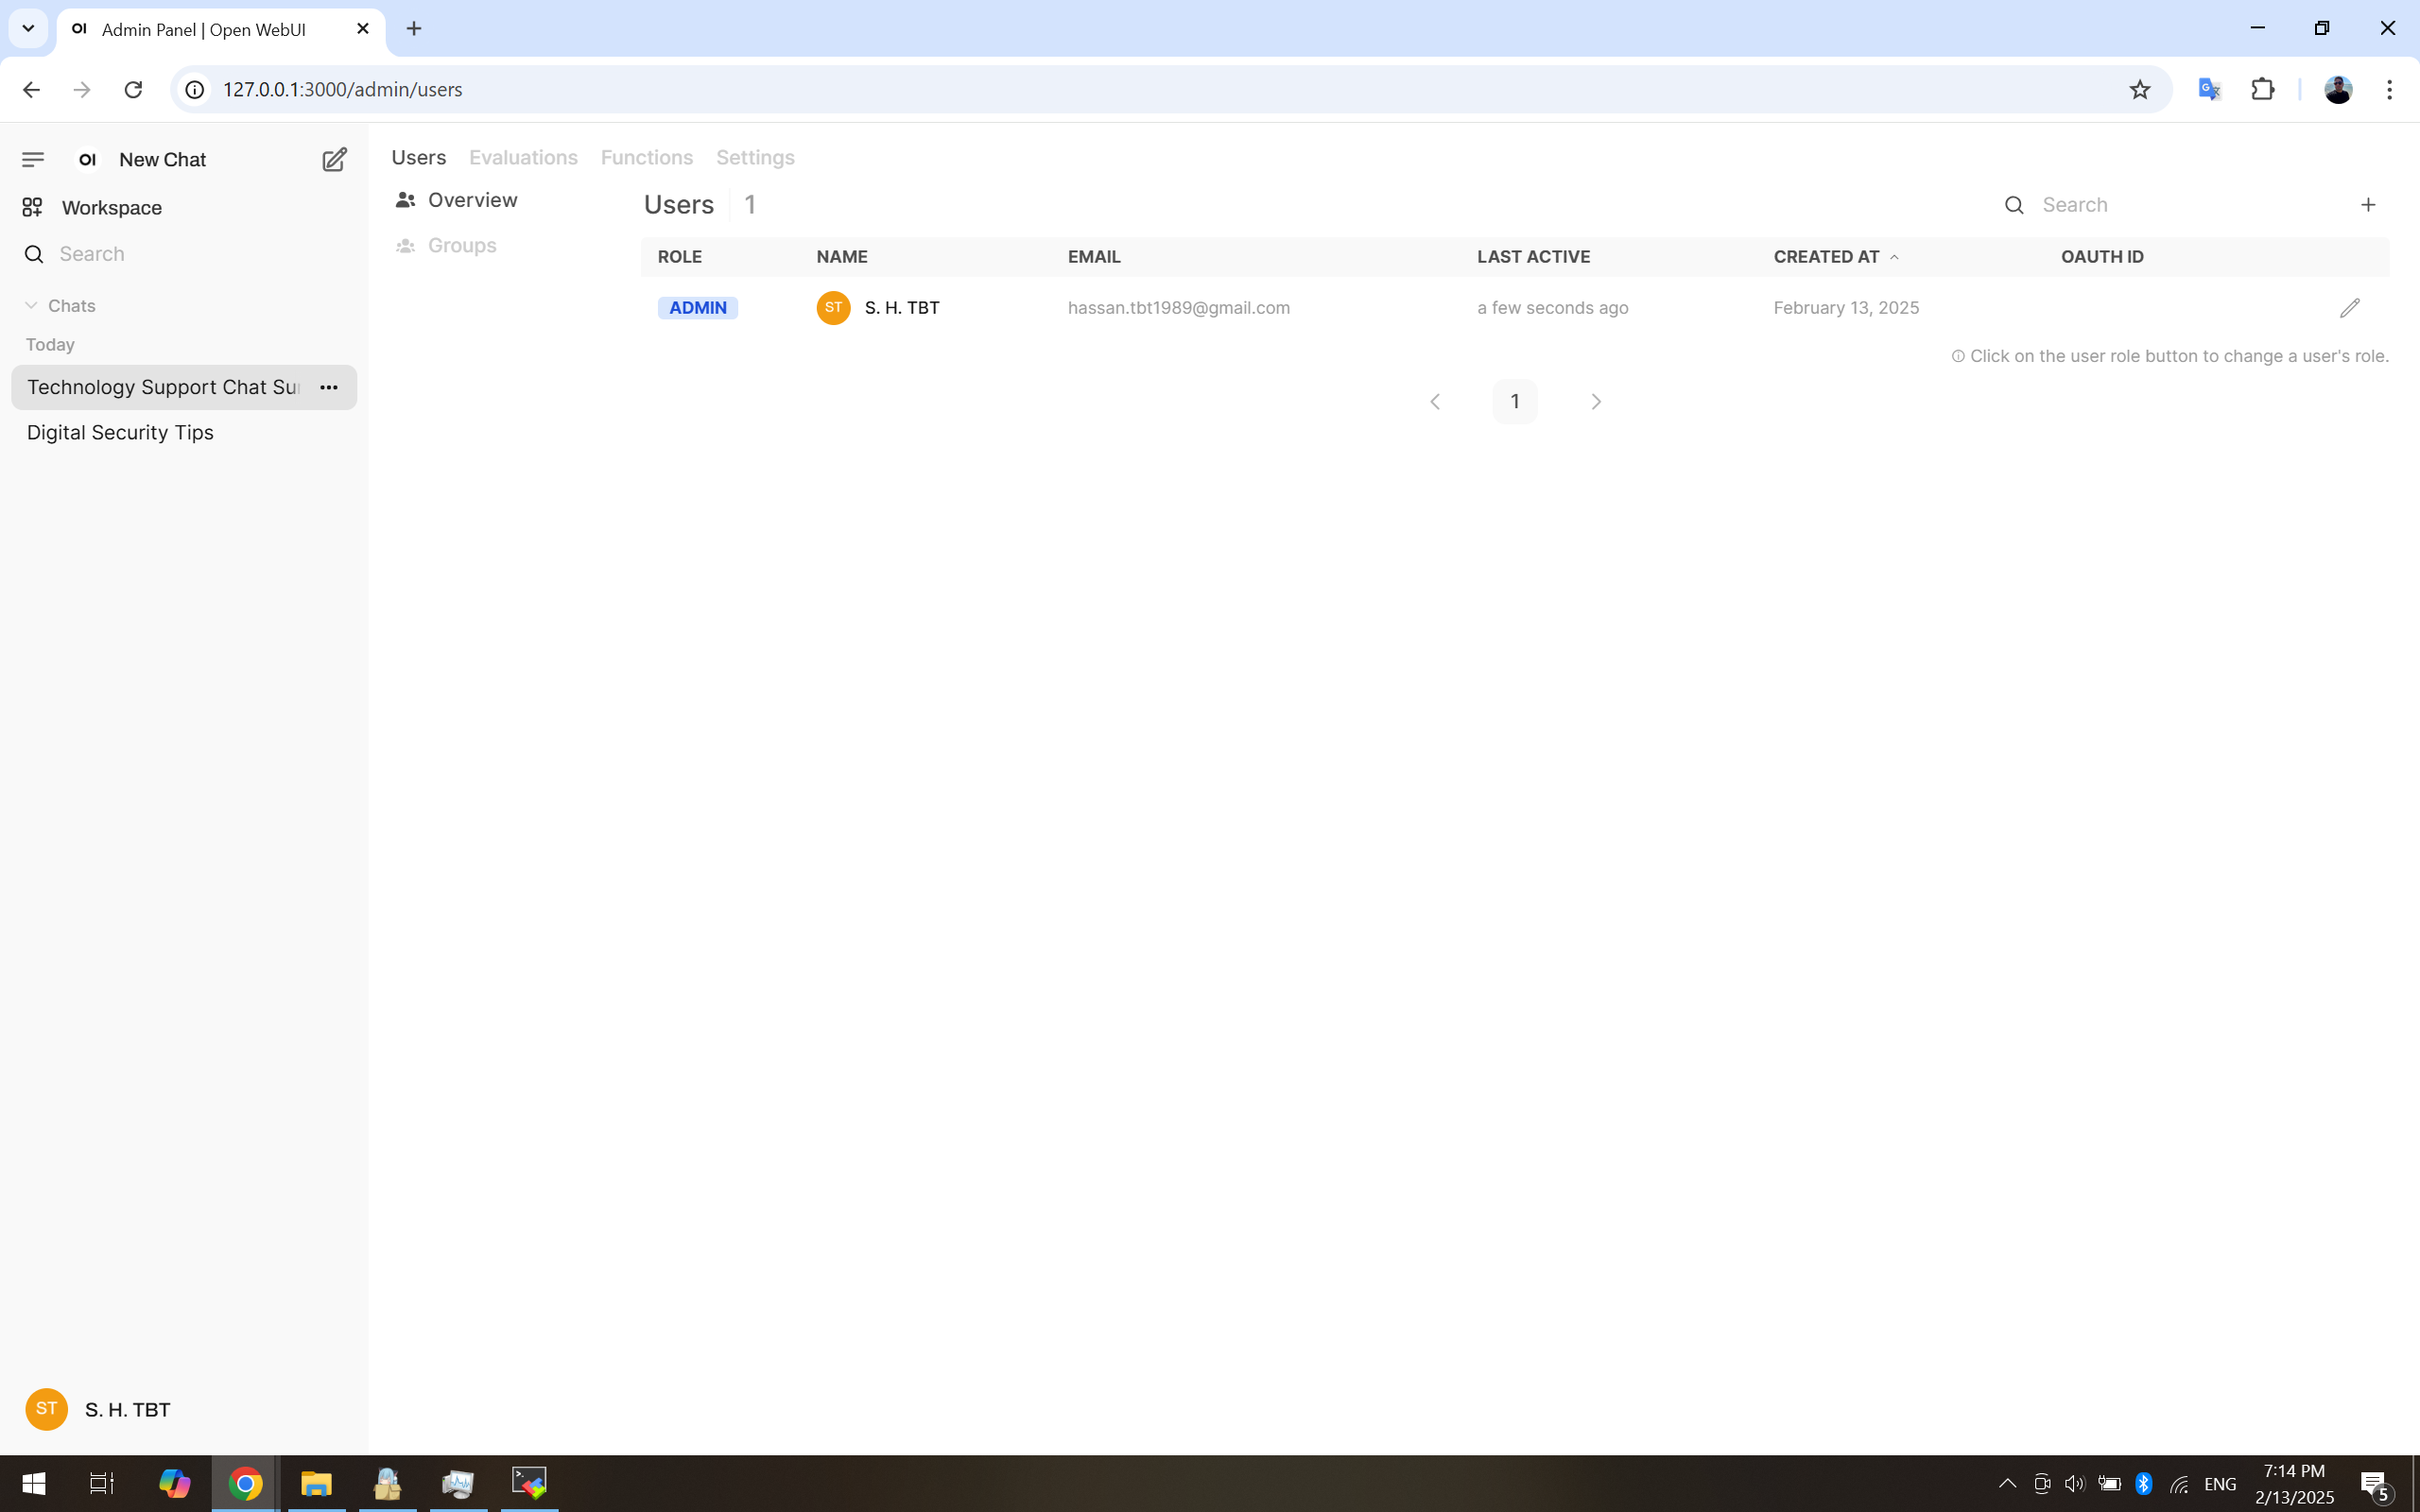 OI Admin Panel | Open WebUI
127.0.0.1:3000/admin/users
OI New Chat
Workspace
Search
Chats
Today
Technology Support Chat Su
Digital Security Tips
Users Evaluations Functions Settings
Overview
Groups
Users 1
Search
ROLE NAME EMAIL LAST ACTIVE CREATED AT OAUTH ID
ADMIN ST S. H. TBT hassan.tbt1989@gmail.com a few seconds ago February 13, 2025
Click on the user role button to change a user's role.
1
ST S. H. TBT
ENG
7:14 PM
2/13/2025
5